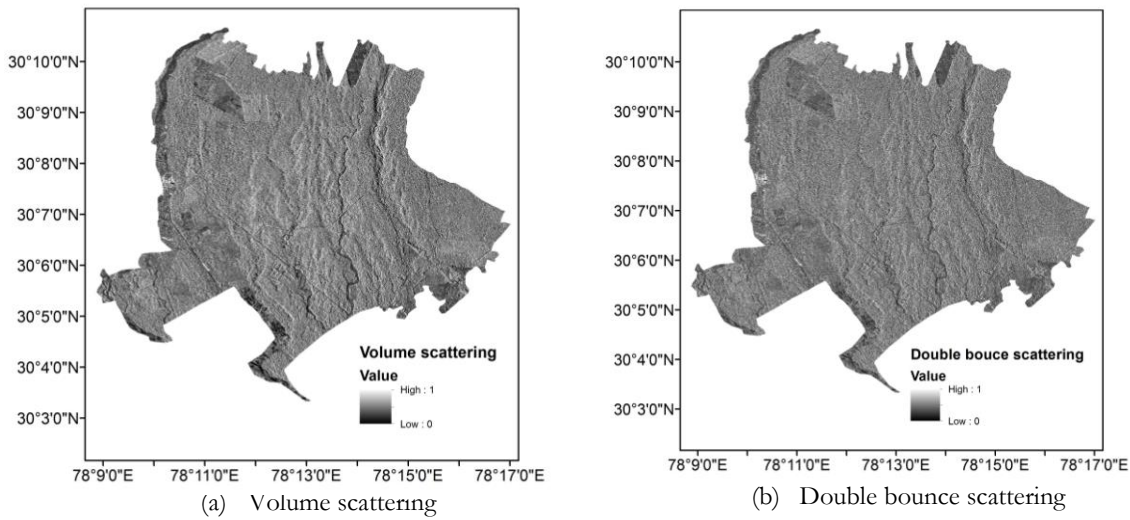 30°10'0"N
30°9'0"N
30°8'0"N
30°7'0"N
30°6'0"N
30°5'0"N
30°4'0"N
30°3'0"N
Volume scattering
Value
High : 1
Low : 0
78°9'0"E 78°11'0"E 78°13'0"E 78°15'0"E 78°17'0"E
(a) Volume scattering
30°10'0"N
30°9'0"N
30°8'0"N
30°7'0"N
30°6'0"N
30°5'0"N
30°4'0"N
30°3'0"N
Double bouce scattering
Value
High : 1
Low : 0
78°9'0"E 78°11'0"E 78°13'0"E 78°15'0"E 78°17'0"E
(b) Double bounce scattering